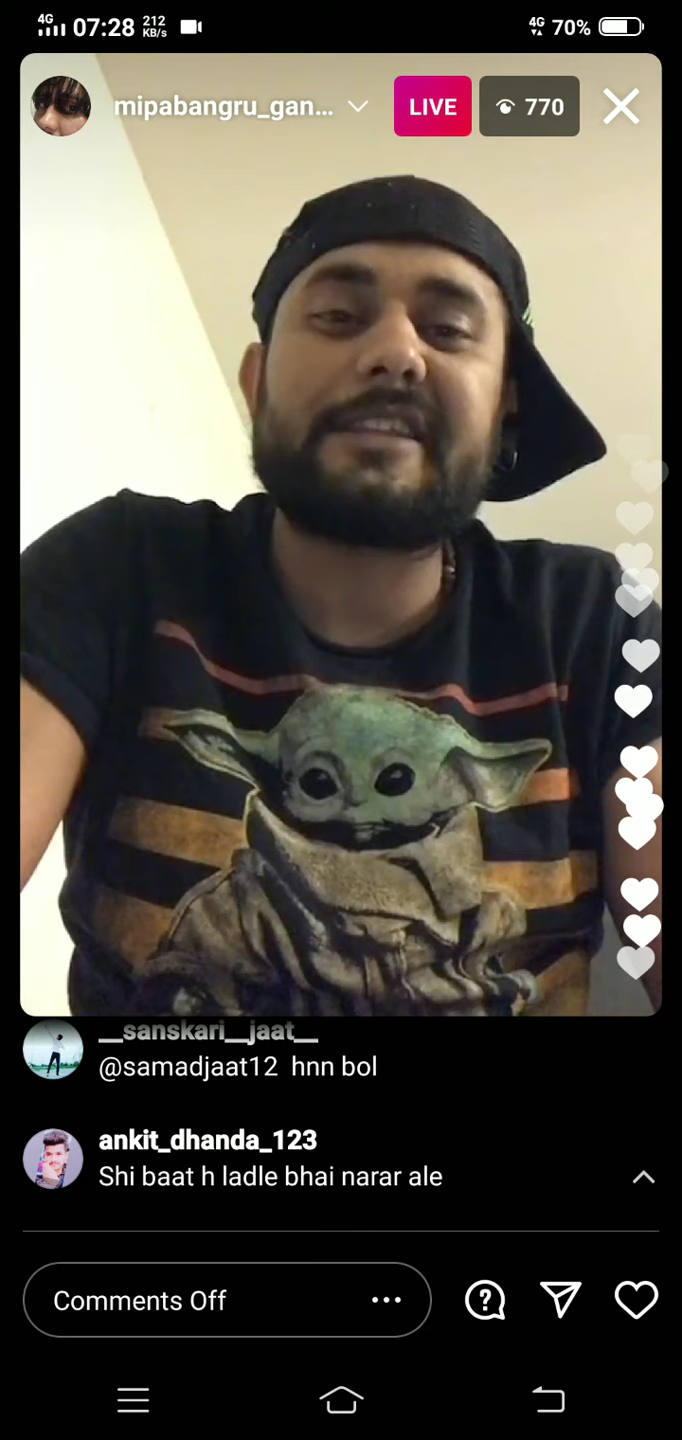 4G 07:28 212 KB/s 4G 70%
mipabangru_gan... LIVE 770
__sanskari__jaat__
@samadjaat12 hnn bol
ankit_dhanda_123
Shi baat h ladle bhai narar ale
Comments Off